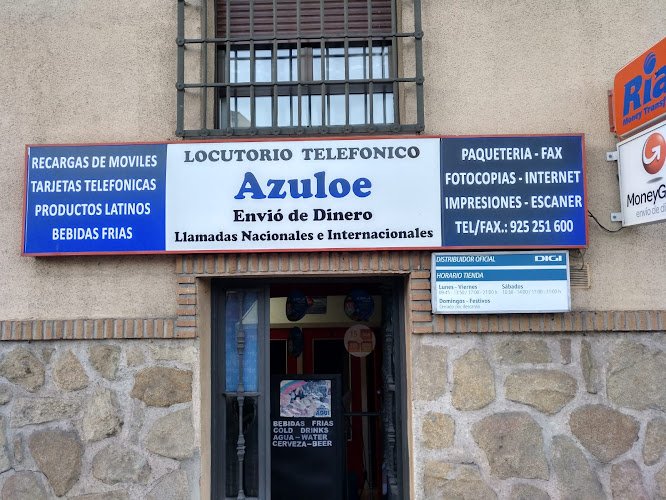 RECARGAS DE MOVILES
TARJETAS TELEFONICAS
PRODUCTOS LATINOS
BEBIDAS FRIAS
LOCUTORIO TELEFONICO
Azuloe
Envió de Dinero
Llamadas Nacionales e Internacionales
PAQUETERIA - FAX
FOTOCOPIAS - INTERNET
IMPRESIONES - ESCANER
TEL/FAX.: 925 251 600
Ria
Money
MoneyG
envío de
DISTRIBUIDOR OFICIAL DIGI
HORARIO TIENDA
Lunes - Viernes Sábados
Domingos - Festivos
BEBIDAS FRIAS
COLD DRINKS
AGUA-WATER
CERVEZA-BEER